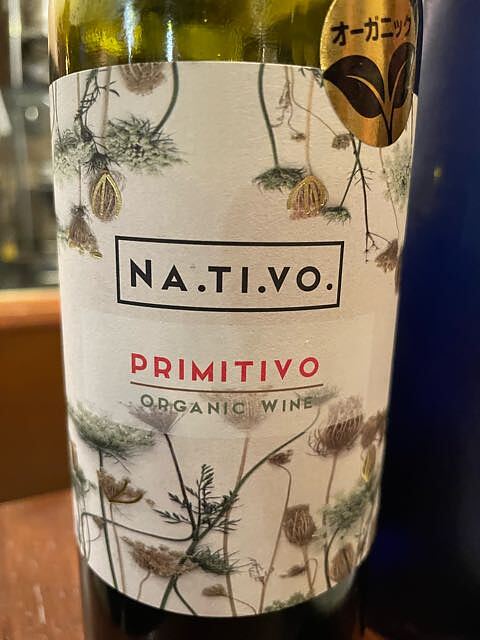 オーガニック
NA.TI.VO.
PRIMITIVO
ORGANIC WINE